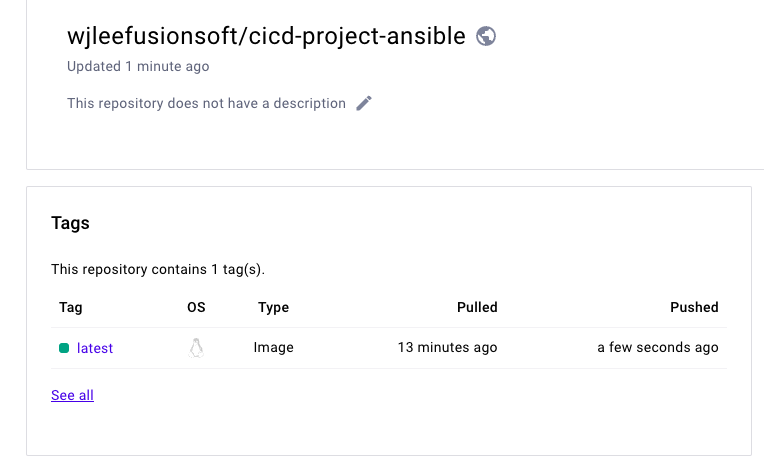 wjleefusionsoft/cicd-project-ansible
Updated 1 minute ago
This repository does not have a description
Tags
This repository contains 1 tag(s).
Tag OS Type Pulled Pushed
latest Image 13 minutes ago a few seconds ago
See all